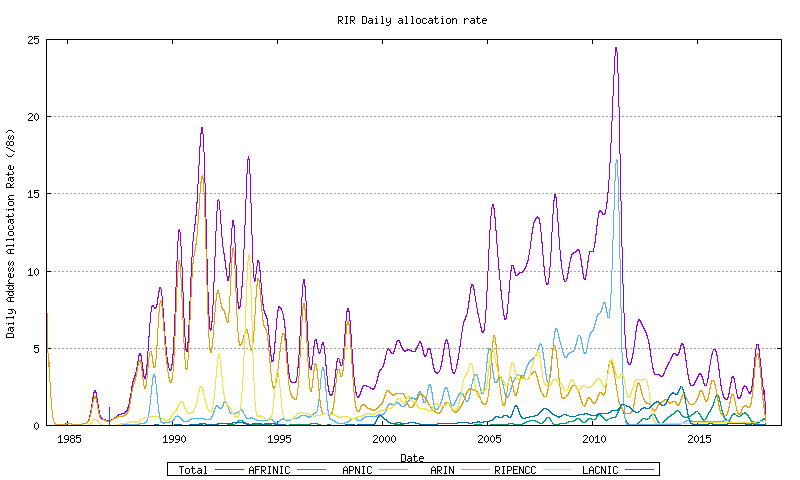 RIR Daily allocation rate
25
20
15
10
5
0
Daily Address Allocation Rate (/8s)
1985 1990 1995 2000 2005 2010 2015
Date
Total AFRINIC APNIC ARIN RIPENCC LACNIC